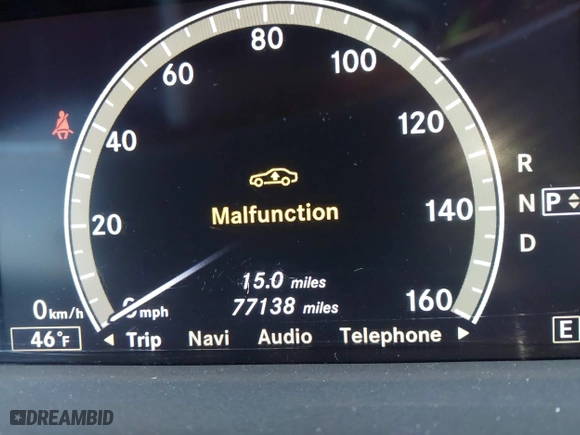 80
60
100
40
120
R
Malfunction
20
140
N
P
D
15.0 miles
77138 miles
0 km/h
0 mph
160
46°F
Trip Navi Audio Telephone
E
DREAMBID